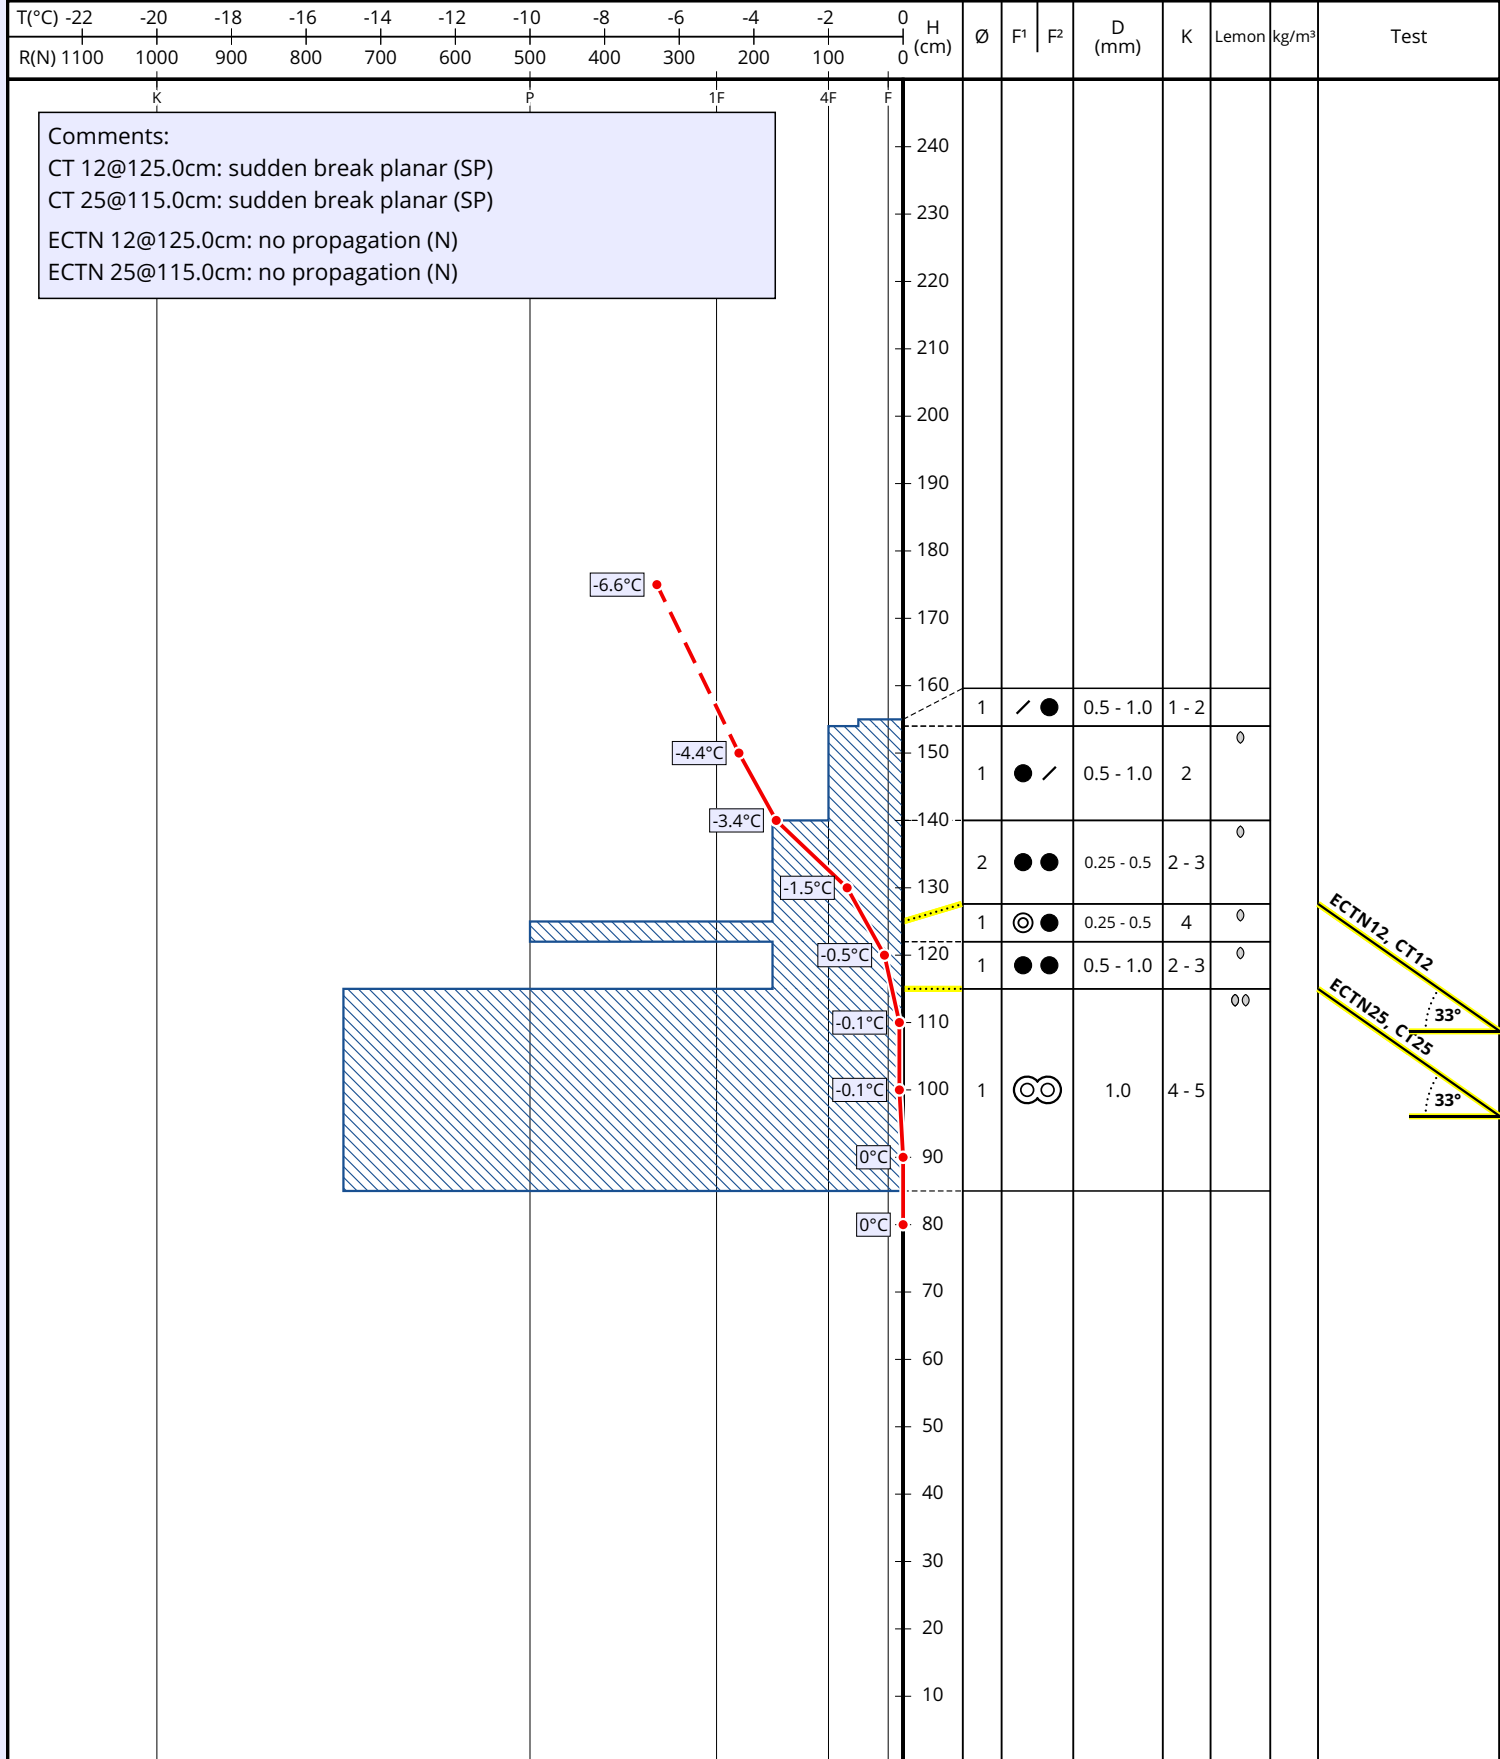 T(°C) -22 -20 -18 -16 -14 -12 -10 -8 -6 -4 -2 0
R(N) 1100 1000 900 800 700 600 500 400 300 200 100 0
H (cm) Ø F¹ F² D (mm) K Lemon kg/m³ Test
K P 1F 4F F
Comments:
CT 12@125.0cm: sudden break planar (SP)
CT 25@115.0cm: sudden break planar (SP)
ECTN 12@125.0cm: no propagation (N)
ECTN 25@115.0cm: no propagation (N)
240
230
220
210
200
190
180
-6.6°C
170
160
1 0.5 - 1.0 1 - 2
-4.4°C 150
1 0.5 - 1.0 2
-3.4°C 140
2 0.25 - 0.5 2 - 3
-1.5°C 130
1 0.25 - 0.5 4
ECTN12, CT12
-0.5°C 120
1 0.5 - 1.0 2 - 3
33°
-0.1°C 110
ECTN25, CT25
-0.1°C 100
1 1.0 4 - 5
33°
0°C 90
0°C 80
70
60
50
40
30
20
10